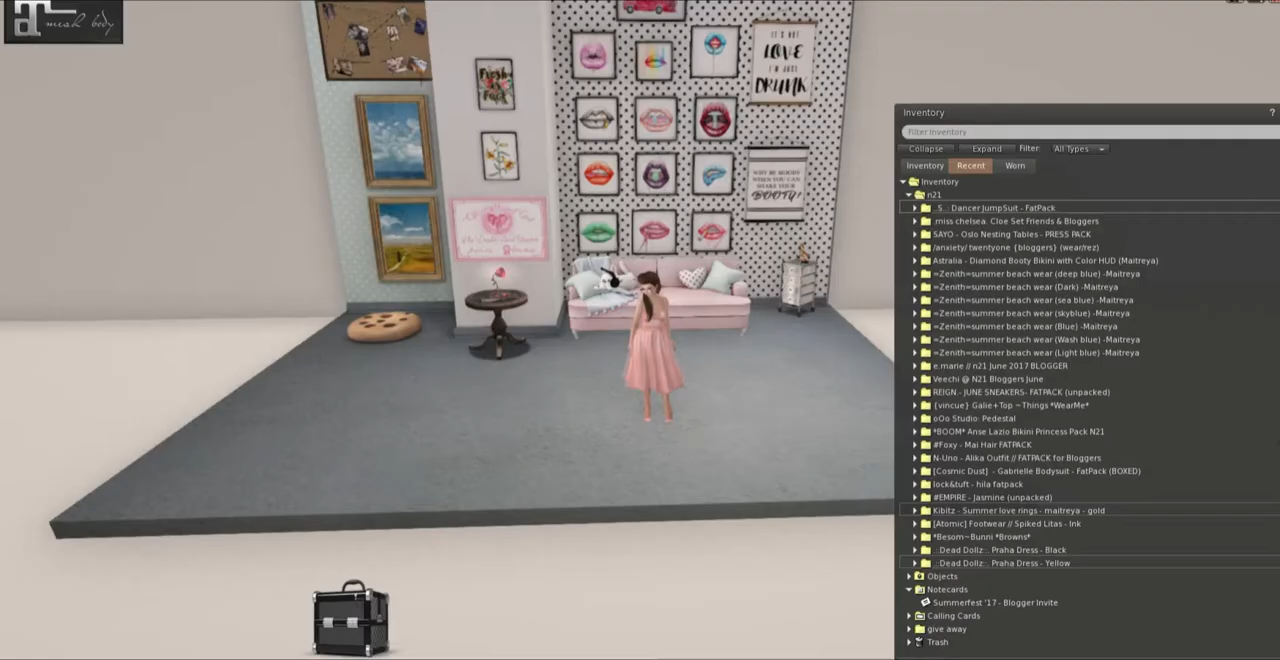 mesh body
Fresh
IT'S NOT
LOVE
I'M JUST
DRUNK
WHY BE MOODY
WHEN YOU CAN
SHAKE YOUR
BOOTY!
Inventory
?
Filter Inventory
Collapse
Expand
Filter:
All Types
Inventory
Recent
Worn
Inventory
n21
..S..: Dancer JumpSuit - FatPack
.miss chelsea. Cloe Set Friends & Bloggers
SAYO - Oslo Nesting Tables - PRESS PACK
/anxiety/ twentyone {bloggers} (wear/rez)
Astralia - Diamond Booty Bikini with Color HUD (Maitreya)
=Zenith=summer beach wear (deep blue) -Maitreya
=Zenith=summer beach wear (Dark) -Maitreya
=Zenith=summer beach wear (sea blue) -Maitreya
=Zenith=summer beach wear (skyblue) -Maitreya
=Zenith=summer beach wear (Blue) -Maitreya
=Zenith=summer beach wear (Wash blue) -Maitreya
=Zenith=summer beach wear (Light blue) -Maitreya
e.marie // n21 June 2017 BLOGGER
Veechi @ N21 Bloggers June
REIGN.- JUNE SNEAKERS- FATPACK (unpacked)
{vincue} Galie+Top ~Things *WearMe*
oOo Studio: Pedestal
*BOOM* Anse Lazio Bikini Princess Pack N21
#Foxy - Mai Hair FATPACK
N-Uno - Alika Outfit // FATPACK for Bloggers
[Cosmic Dust] - Gabrielle Bodysuit - FatPack (BOXED)
lock&tuft - hila fatpack
#EMPIRE - Jasmine (unpacked)
Kibitz - Summer love rings - maitreya - gold
[Atomic] Footwear // Spiked Litas - Ink
*Besom~Bunni *Browns*
.:Dead Dollz:. Praha Dress - Black
.:Dead Dollz:. Praha Dress - Yellow
Objects
Notecards
Summerfest '17 - Blogger Invite
Calling Cards
give away
Trash